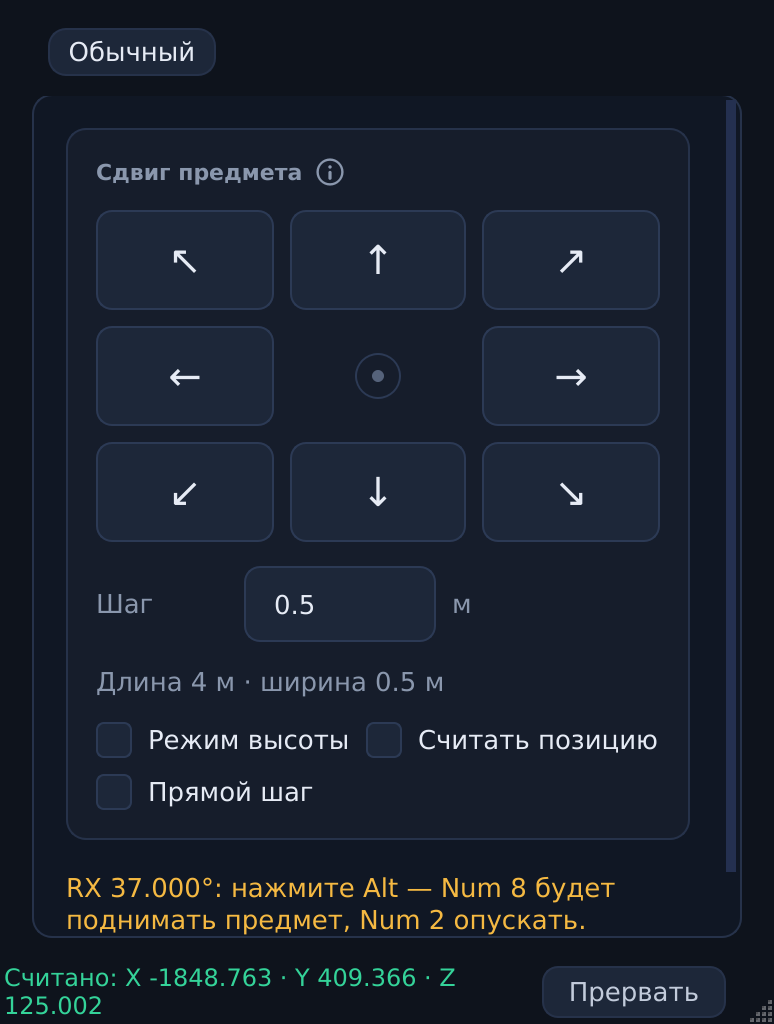 Обычный
Сдвиг предмета
↖ ↑ ↗
← →
↙ ↓ ↘
Шаг 0.5 м
Длина 4 м · ширина 0.5 м
Режим высоты Считать позицию
Прямой шаг
RX 37.000°: нажмите Alt — Num 8 будет
поднимать предмет, Num 2 опускать.
Считано: X -1848.763 · Y 409.366 · Z
125.002
Прервать